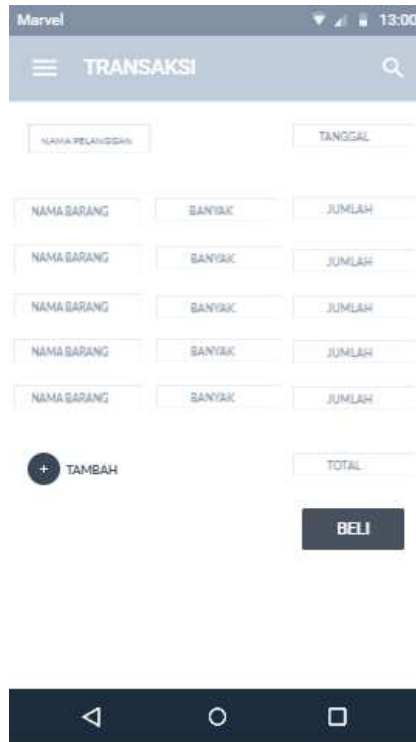 Marvel 13:00
TRANSAKSI
NAMA PELANGGAN TANGGAL
NAMA BARANG BANYAK JUMLAH
NAMA BARANG BANYAK JUMLAH
NAMA BARANG BANYAK JUMLAH
NAMA BARANG BANYAK JUMLAH
NAMA BARANG BANYAK JUMLAH
+ TAMBAH TOTAL
BELI